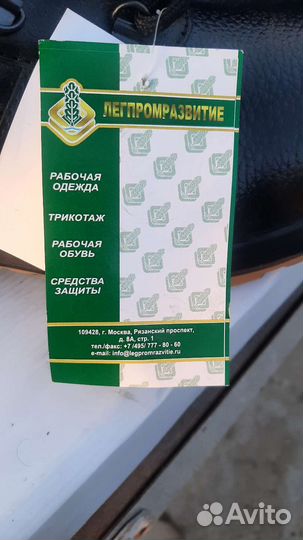 ЛЕГПРОМРАЗВИТИЕ
РАБОЧАЯ
ОДЕЖДА
ТРИКОТАЖ
РАБОЧАЯ
ОБУВЬ
СРЕДСТВА
ЗАЩИТЫ
109428, г. Москва, Рязанский проспект,
д. 8А, стр. 1
тел./факс: +7 /495/ 777 - 80 - 60
e-mail: info@legpromrazvitie.ru
Avito